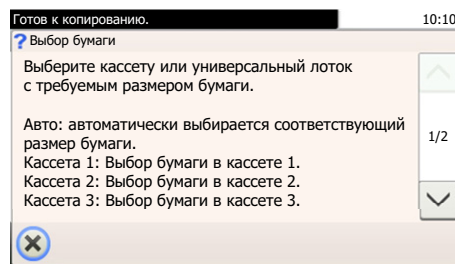 Готов к копированию.
10:10
? Выбор бумаги
Выберите кассету или универсальный лоток
с требуемым размером бумаги.
Авто: автоматически выбирается соответствующий
размер бумаги.
1/2
Кассета 1: Выбор бумаги в кассете 1.
Кассета 2: Выбор бумаги в кассете 2.
Кассета 3: Выбор бумаги в кассете 3.